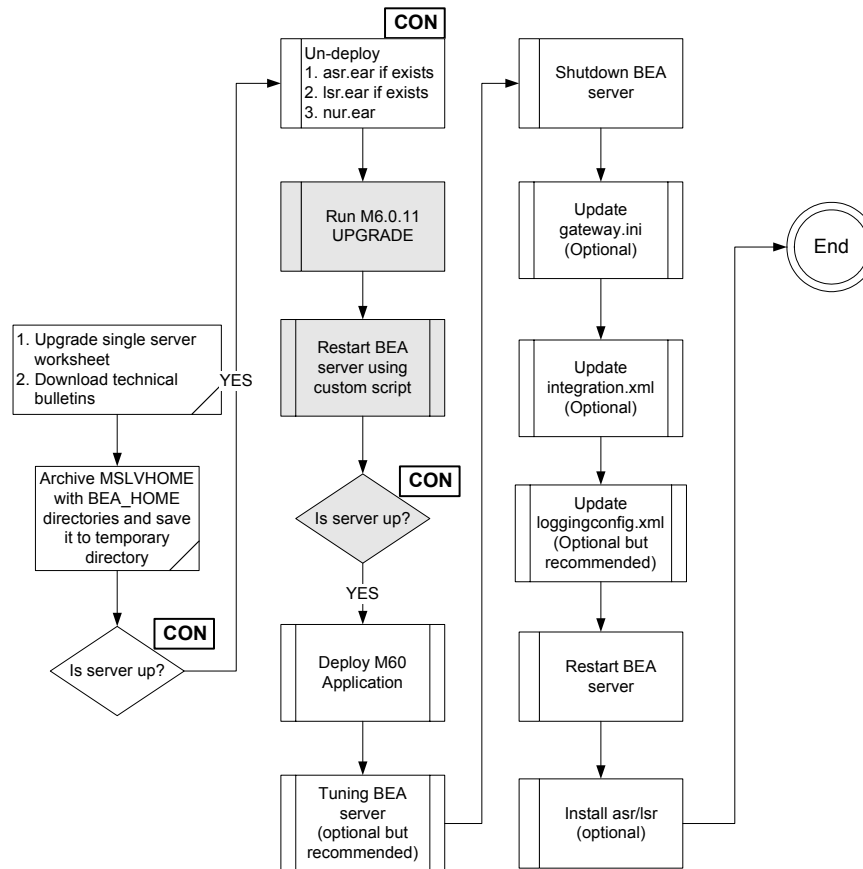 1. Upgrade single server
worksheet
2. Download technical
bulletins
Archive MSLVHOME
with BEA_HOME
directories and save
it to temporary
directory
CON
Is server up?
YES
CON
Un-deploy
1. asr.ear if exists
2. lsr.ear if exists
3. nur.ear
Run M6.0.11
UPGRADE
Restart BEA
server using
custom script
CON
Is server up?
YES
Deploy M60
Application
Tuning BEA
server
(optional but
recommended)
Shutdown BEA
server
Update
gateway.ini
(Optional)
Update
integration.xml
(Optional)
Update
loggingconfig.xml
(Optional but
recommended)
Restart BEA
server
Install asr/lsr
(optional)
End